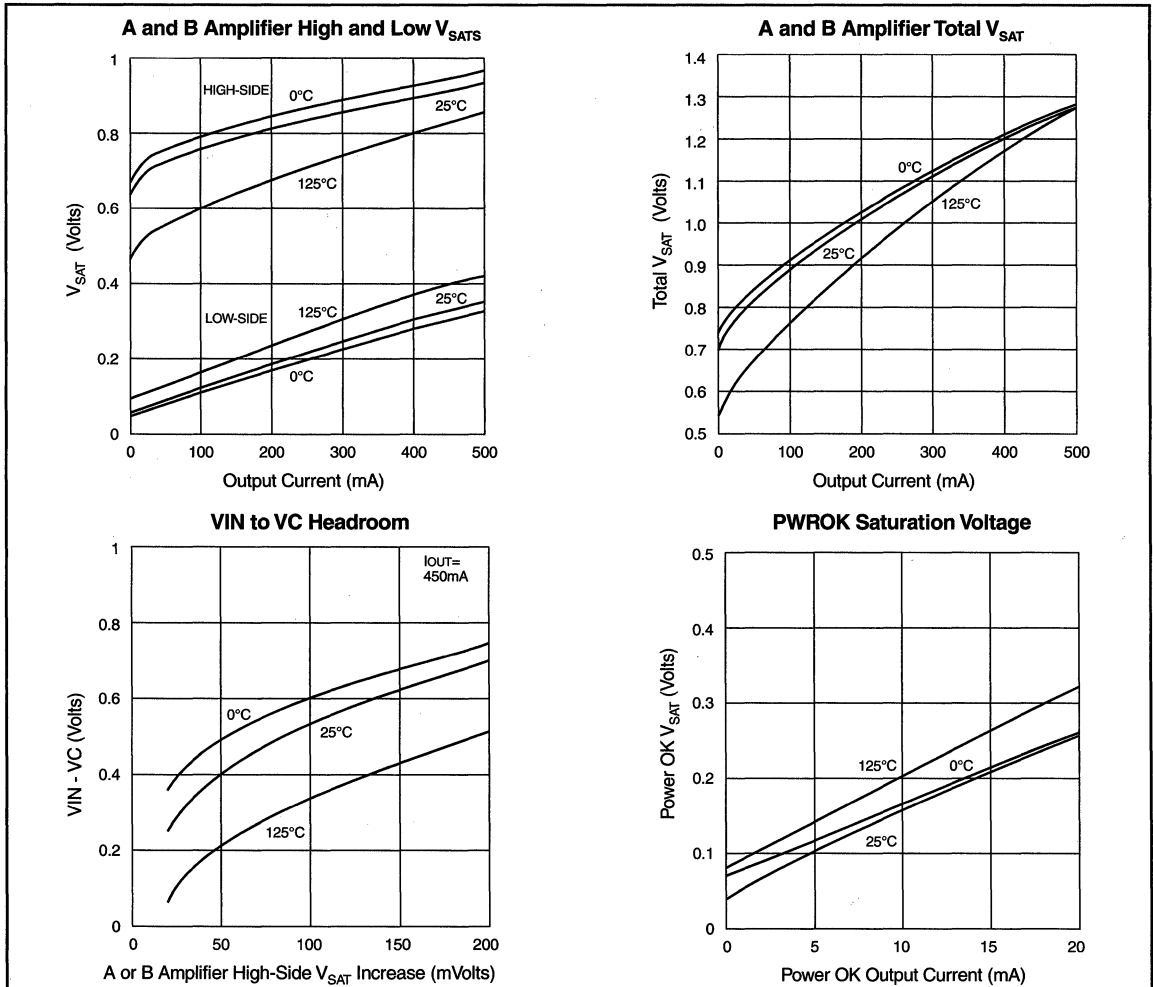 A and B Amplifier High and Low VSATS
1
0.8
0.6
0.4
0.2
0
VSAT (Volts)
HIGH-SIDE
0°C
25°C
125°C
LOW-SIDE
125°C
25°C
0°C
0 100 200 300 400 500
Output Current (mA)
A and B Amplifier Total VSAT
1.4
1.3
1.2
1.1
1.0
0.9
0.8
0.7
0.6
0.5
Total VSAT (Volts)
0°C
125°C
25°C
0 100 200 300 400 500
Output Current (mA)
VIN to VC Headroom
1
0.8
0.6
0.4
0.2
0
VIN - VC (Volts)
IOUT=
450mA
0°C
25°C
125°C
0 50 100 150 200
A or B Amplifier High-Side VSAT Increase (mVolts)
PWROK Saturation Voltage
0.5
0.4
0.3
0.2
0.1
0
Power OK VSAT (Volts)
125°C
0°C
25°C
0 5 10 15 20
Power OK Output Current (mA)